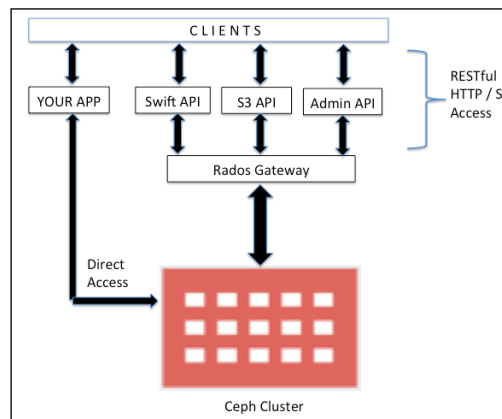 CLIENTS
YOUR APP
Swift API
S3 API
Admin API
RESTful
HTTP / S
Access
Rados Gateway
Direct
Access
Ceph Cluster